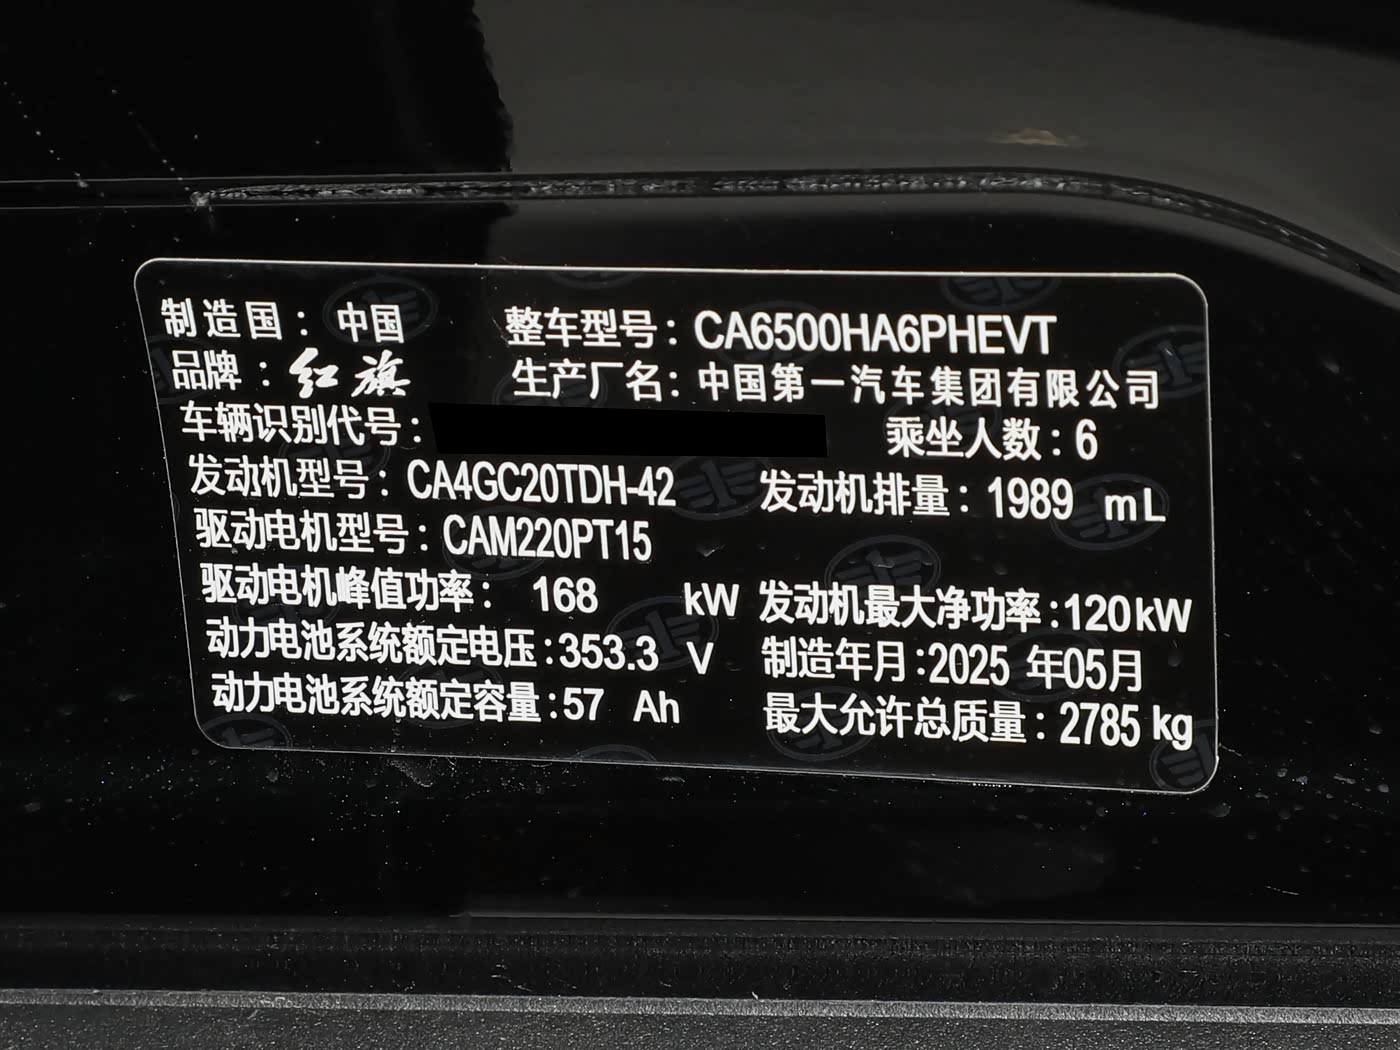 制造国：中国 整车型号：CA6500HA6PHEVT
品牌：红旗 生产厂名：中国第一汽车集团有限公司
车辆识别代号： 乘坐人数：6
发动机型号：CA4GC20TDH-42 发动机排量：1989 mL
驱动电机型号：CAM220PT15
驱动电机峰值功率： 168 kW 发动机最大净功率：120kW
动力电池系统额定电压：353.3 V 制造年月：2025 年05月
动力电池系统额定容量：57 Ah 最大允许总质量：2785 kg